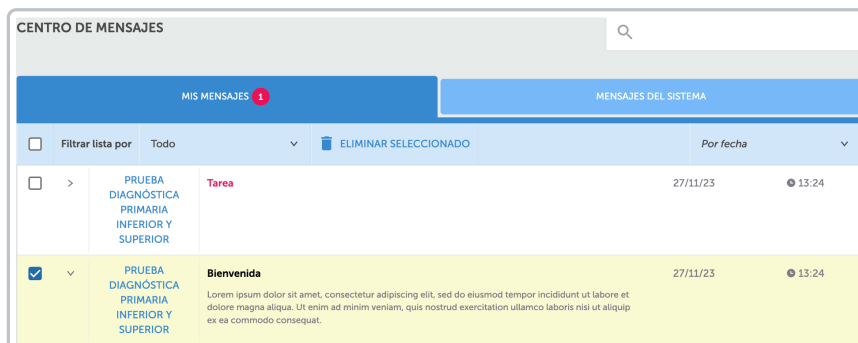 CENTRO DE MENSAJES
MIS MENSAJES 1
MENSAJES DEL SISTEMA
Filtrar lista por Todo ELIMINAR SELECCIONADO Por fecha
PRUEBA DIAGNÓSTICA PRIMARIA INFERIOR Y SUPERIOR
Tarea
27/11/23
13:24
PRUEBA DIAGNÓSTICA PRIMARIA INFERIOR Y SUPERIOR
Bienvenida
27/11/23
13:24
Lorem ipsum dolor sit amet, consectetur adipiscing elit, sed do eiusmod tempor incididunt ut labore et
dolore magna aliqua. Ut enim ad minim veniam, quis nostrud exercitation ullamco laboris nisi ut aliquip
ex ea commodo consequat.